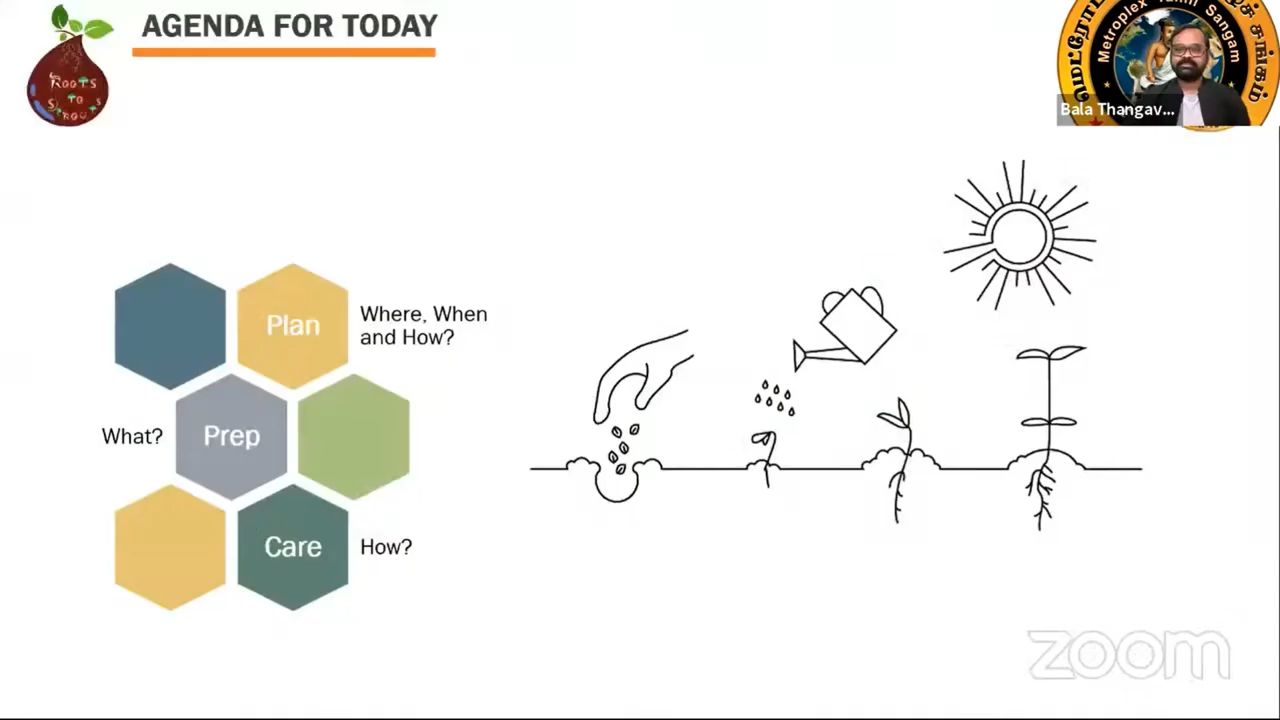 AGENDA FOR TODAY
Roots
To
Sprouts
Metroplex Tamil Sangam
Bala Thangav...
Plan
Where, When
and How?
What?
Prep
Care
How?
zoom